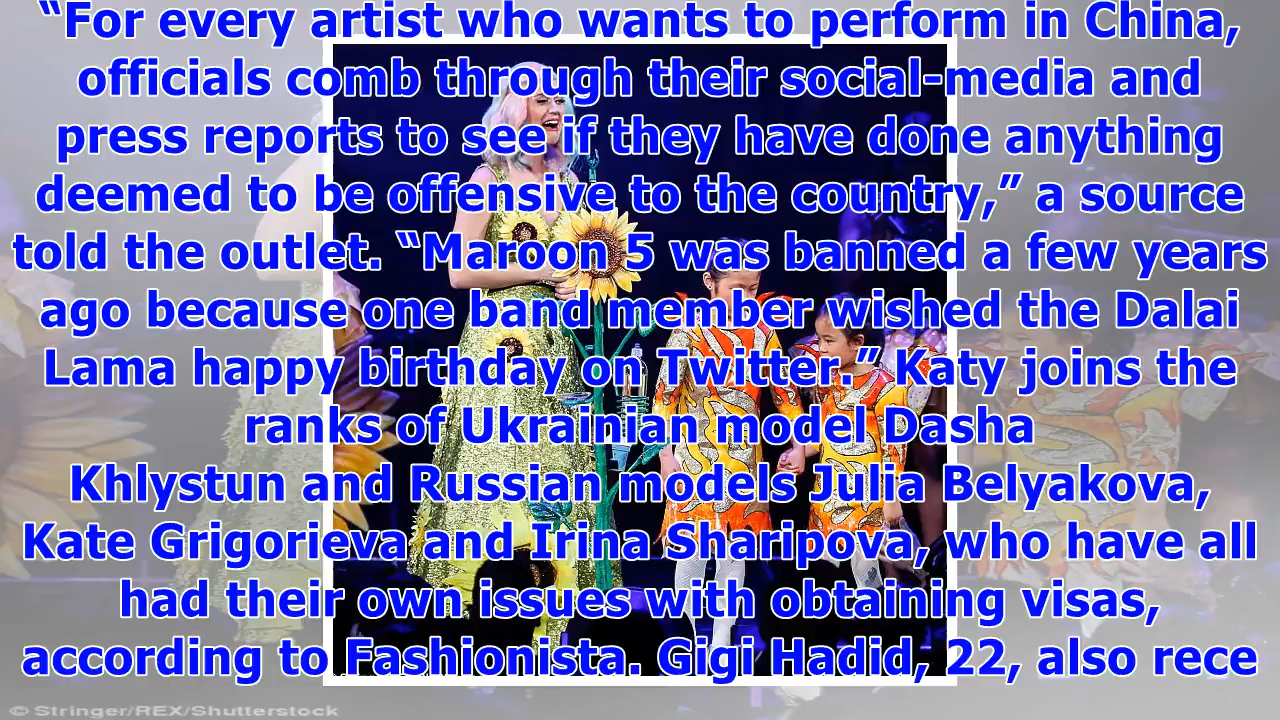 “For every artist who wants to perform in China,
officials comb through their social-media and
press reports to see if they have done anything
deemed to be offensive to the country,” a source
told the outlet. “Maroon 5 was banned a few years
ago because one band member wished the Dalai
Lama happy birthday on Twitter.” Katy joins the
ranks of Ukrainian model Dasha
Khlystun and Russian models Julia Belyakova,
Kate Grigorieva and Irina Sharipova, who have all
had their own issues with obtaining visas,
according to Fashionista. Gigi Hadid, 22, also rece
© Stringer/REX/Shutterstock